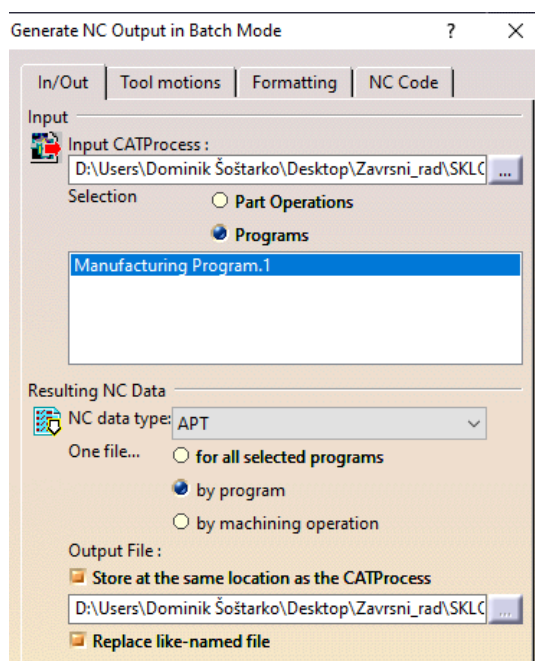 Generate NC Output in Batch Mode ? ×
In/Out Tool motions Formatting NC Code
Input
Input CATProcess :
D:\Users\Dominik Šoštarko\Desktop\Zavrsni_rad\SKLC ...
Selection Part Operations
Programs
Manufacturing Program.1
Resulting NC Data
NC data type: APT
One file... for all selected programs
by program
by machining operation
Output File :
Store at the same location as the CATProcess
D:\Users\Dominik Šoštarko\Desktop\Zavrsni_rad\SKLC ...
Replace like-named file